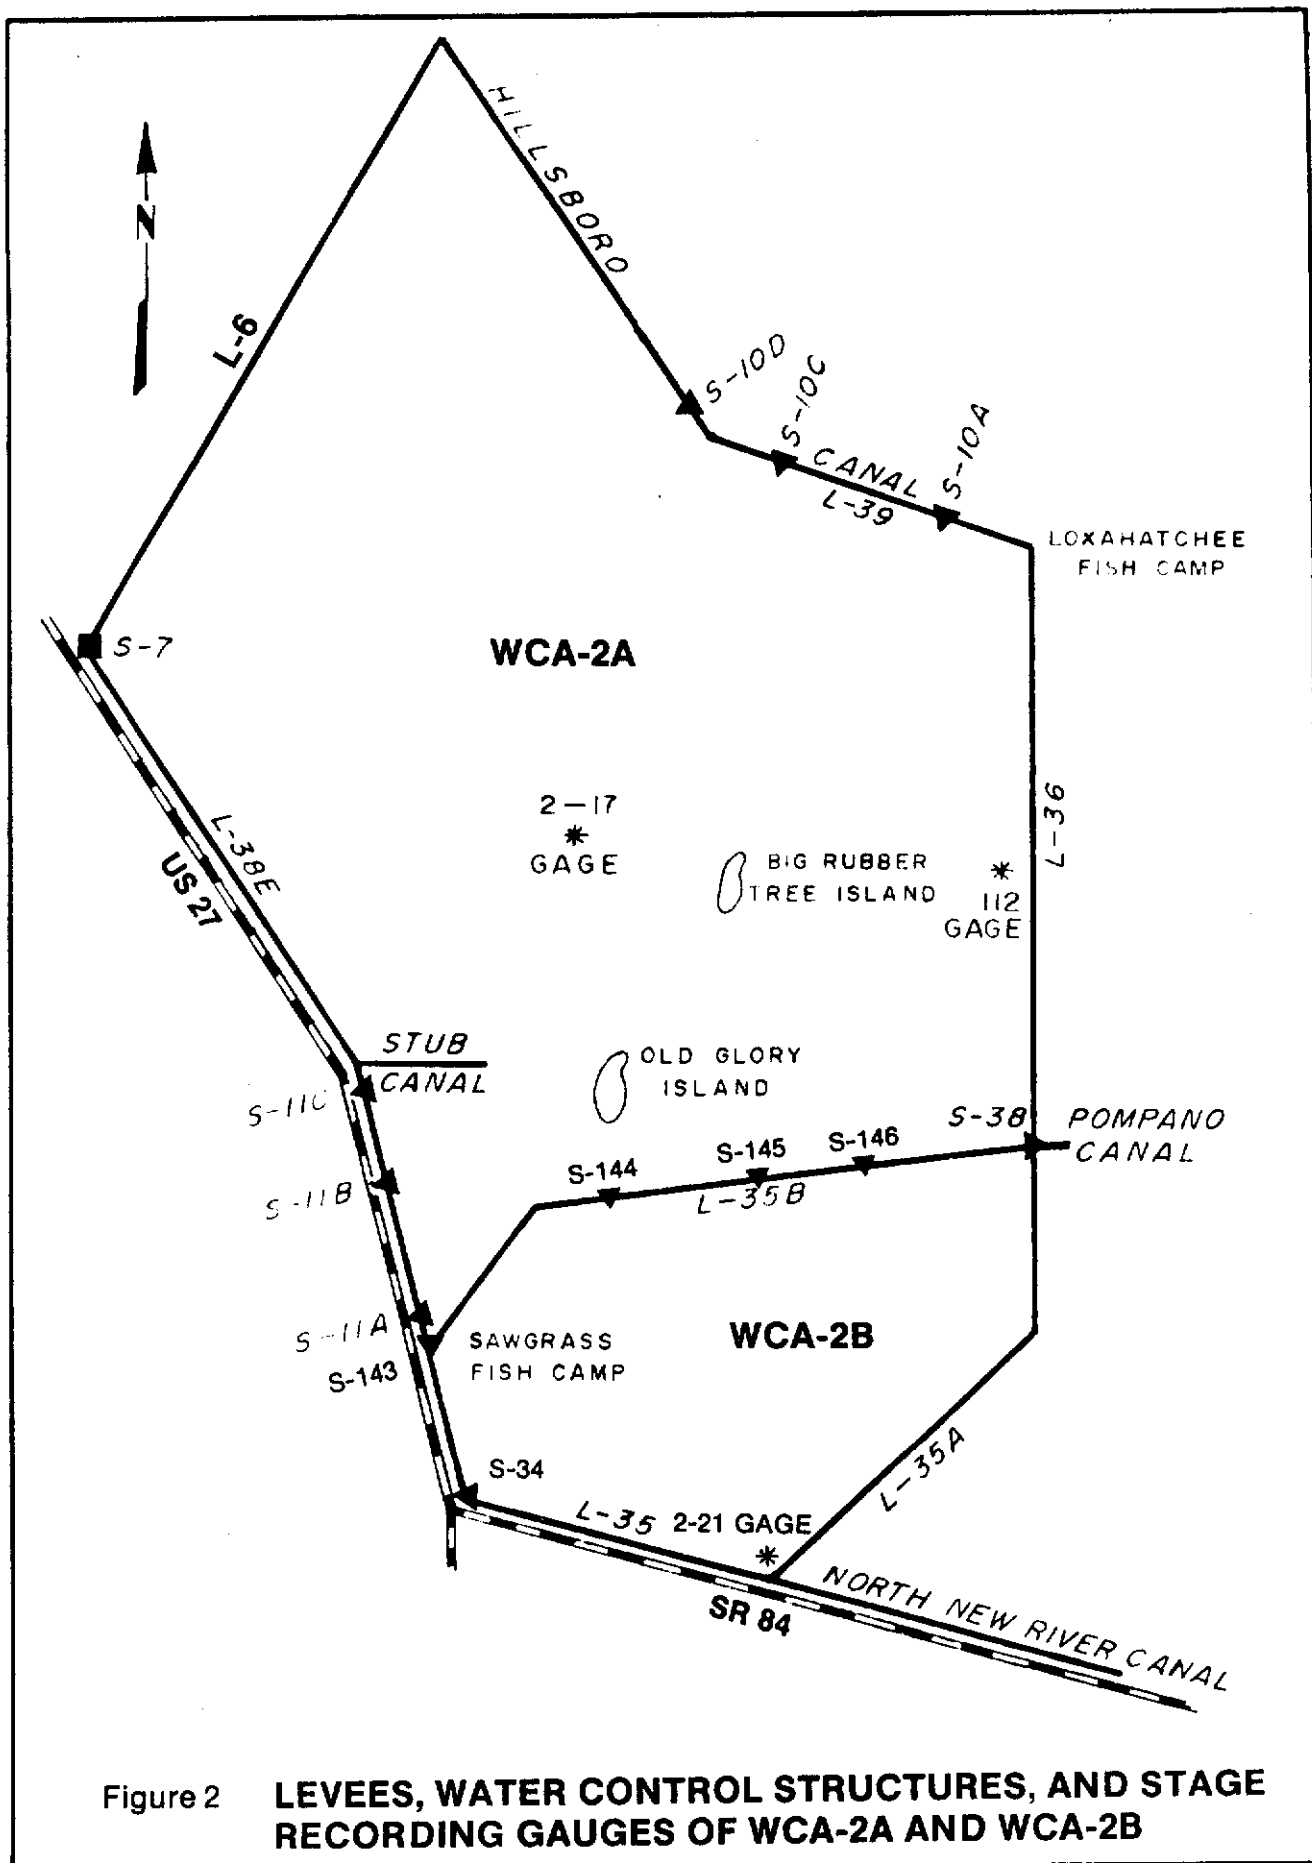 HILLSBORO
N
L-6
S-10D
S-10C
S-10A
CANAL
L-39
LOXAHATCHEE
FISH CAMP
S-7
WCA-2A
2-17
GAGE
L-36
L-38E
US 27
BIG RUBBER
TREE ISLAND
112
GAGE
STUB
CANAL
OLD GLORY
ISLAND
S-11C
S-38
POMPANO
CANAL
S-146
S-145
S-144
L-35B
S-11B
S-11A
S-143
SAWGRASS
FISH CAMP
WCA-2B
L-35A
S-34
L-35
2-21 GAGE
NORTH NEW RIVER CANAL
SR 84
Figure 2 LEVEES, WATER CONTROL STRUCTURES, AND STAGE
RECORDING GAUGES OF WCA-2A AND WCA-2B